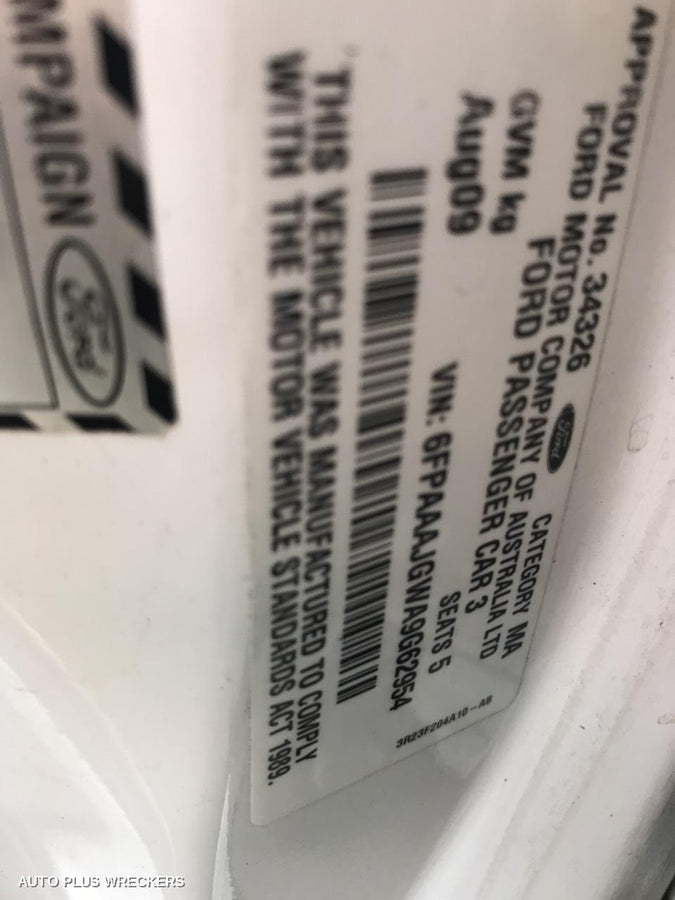 APPROVAL No. 34326 CATEGORY MA
FORD MOTOR COMPANY OF AUSTRALIA LTD
Ford
FORD PASSENGER CAR 3
GVM kg SEATS 5
Aug09 VIN: 6FPAAAJGWA9G62954
3R23F204A10-AB
THIS VEHICLE WAS MANUFACTURED TO COMPLY
WITH THE MOTOR VEHICLE STANDARDS ACT 1989.
MPAIGN
Ford
AUTO PLUS WRECKERS